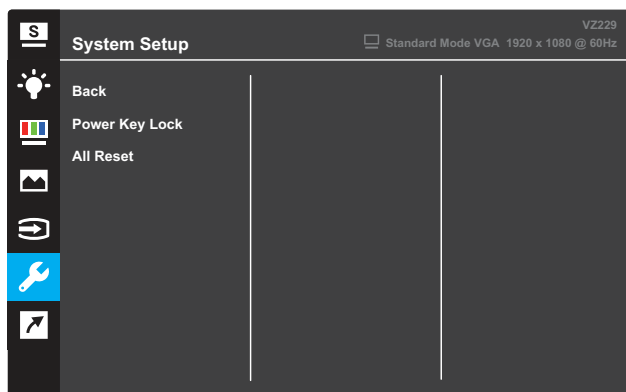 S
VZ229
System Setup
Standard Mode VGA 1920 x 1080 @ 60Hz
Back
Power Key Lock
All Reset